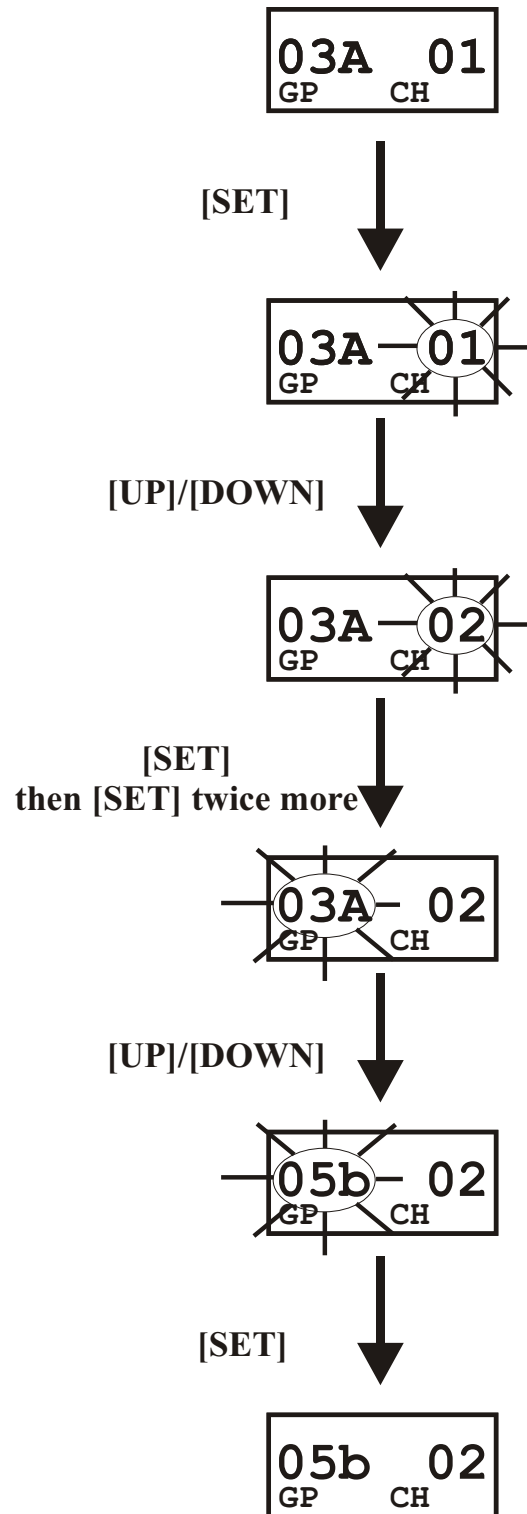 03A 01
GP CH
[SET]
03A 01
GP CH
[UP]/[DOWN]
03A 02
GP CH
[SET]
then [SET] twice more
03A 02
GP CH
[UP]/[DOWN]
05b 02
GP CH
[SET]
05b 02
GP CH